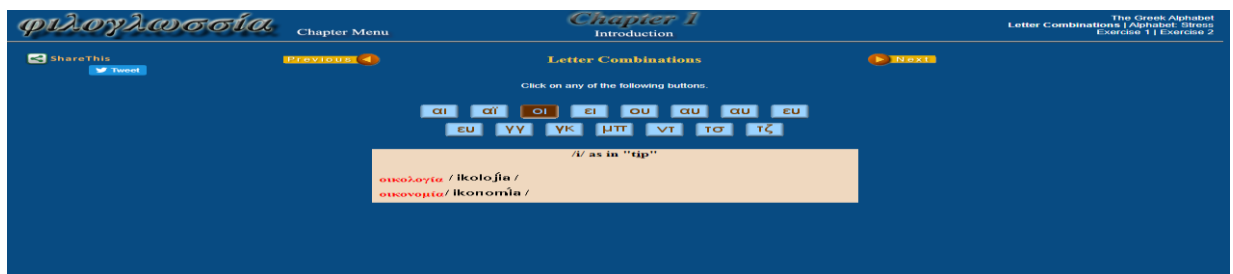 φιλογλωσσία
Chapter Menu
Chapter 1
Introduction
The Greek Alphabet
Letter Combinations | Alphabet: Stress
Exercise 1 | Exercise 2
ShareThis
Tweet
Previous
Letter Combinations
Next
Click on any of the following buttons.
αι αϊ οι ει ου αυ αυ ευ
ευ γγ γκ μπ ντ τσ τζ
/i/ as in "tip"
οικολογία / ikoloʝía /
οικονομία/ ikonomía /